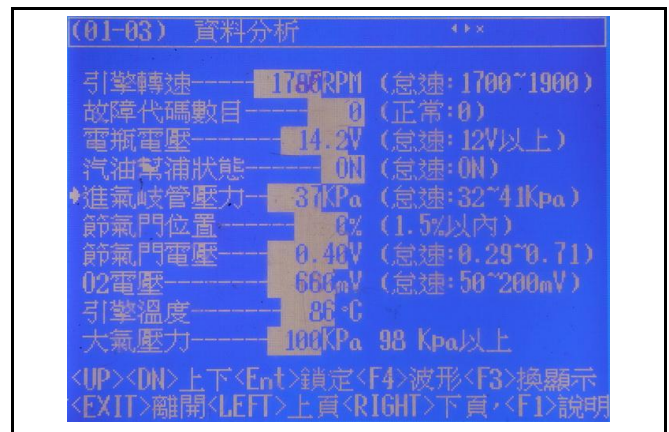 (01-03) 資料分析
引擎轉速-----1786RPM (怠速:1700~1900)
故障代碼數目----0 (正常:0)
電瓶電壓-----14.2V (怠速:12V以上)
汽油幫浦狀態-----ON (怠速:ON)
進氣岐管壓力--37KPa (怠速:32~41Kpa)
節氣門位置------0% (1.5%以內)
節氣門電壓-----0.40V (怠速:0.29~0.71)
O2電壓--------680mV (怠速:50~200mV)
引擎溫度-------86°C
大氣壓力------100KPa 98 Kpa以上
<UP><DN>上下<Ent>鎖定<F4>波形<F3>換顯示
<EXIT>離開<LEFT>上頁<RIGHT>下頁,<F1>說明